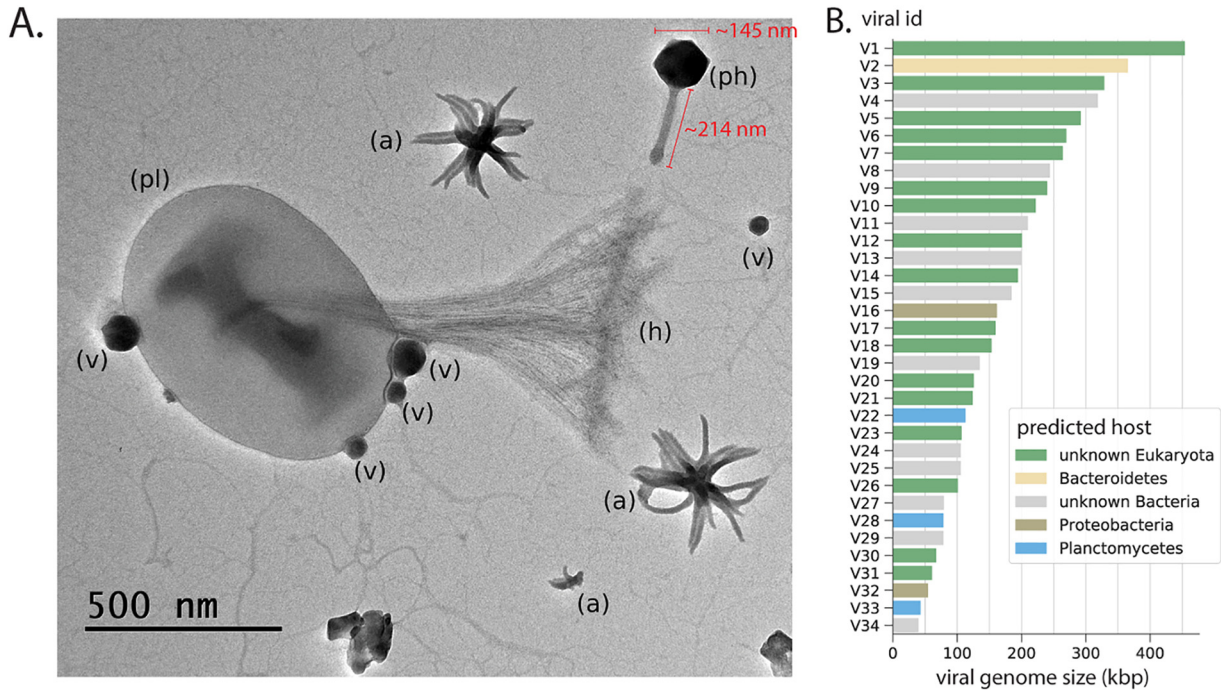 A.
~145 nm
(ph)
~214 nm
(a)
(pl)
(v)
(h)
(v)
(v)
(v)
(v)
(a)
(a)
500 nm
B. viral id
V1
V2
V3
V4
V5
V6
V7
V8
V9
V10
V11
V12
V13
V14
V15
V16
V17
V18
V19
V20
V21
V22
V23
V24
V25
V26
V27
V28
V29
V30
V31
V32
V33
V34
predicted host
unknown Eukaryota
Bacteroidetes
unknown Bacteria
Proteobacteria
Planctomycetes
0 100 200 300 400
viral genome size (kbp)